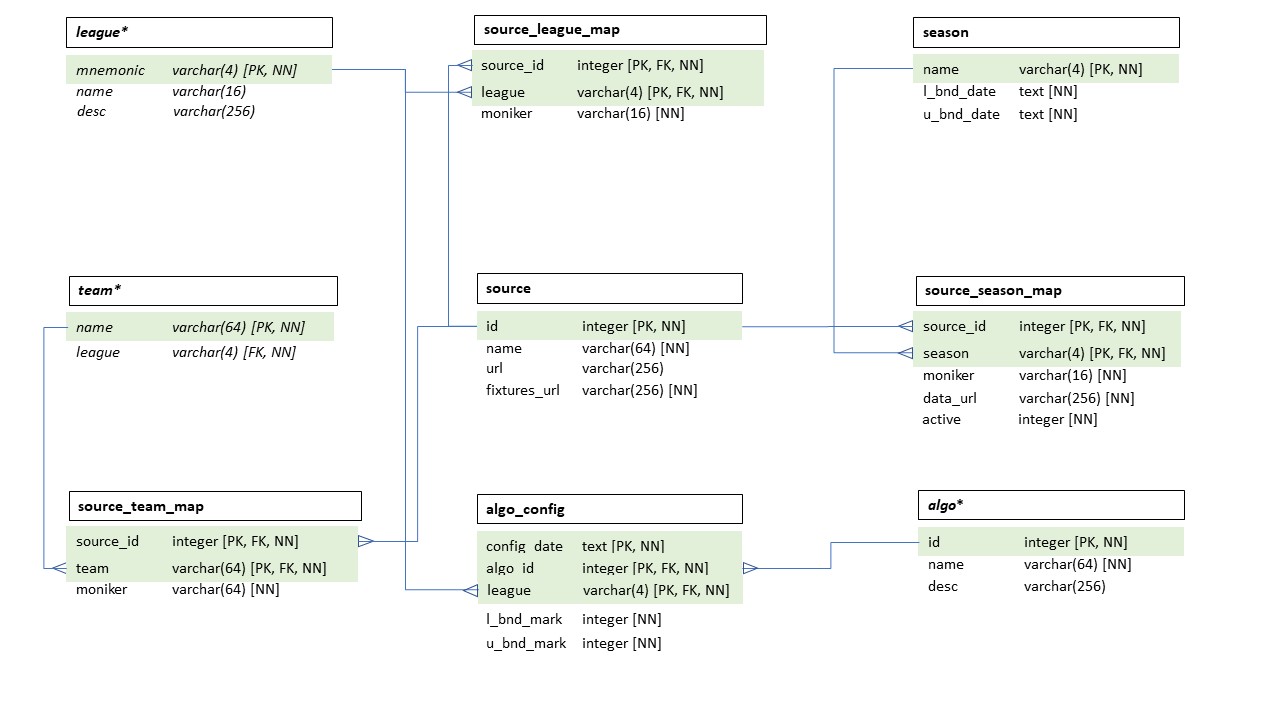 league*
mnemonic varchar(4) [PK, NN]
name varchar(16)
desc varchar(256)
source_league_map
source_id integer [PK, FK, NN]
league varchar(4) [PK, FK, NN]
moniker varchar(16) [NN]
season
name varchar(4) [PK, NN]
l_bnd_date text [NN]
u_bnd_date text [NN]
team*
name varchar(64) [PK, NN]
league varchar(4) [FK, NN]
source
id integer [PK, NN]
name varchar(64) [NN]
url varchar(256)
fixtures_url varchar(256) [NN]
source_season_map
source_id integer [PK, FK, NN]
season varchar(4) [PK, FK, NN]
moniker varchar(16) [NN]
data_url varchar(256) [NN]
active integer [NN]
source_team_map
source_id integer [PK, FK, NN]
team varchar(64) [PK, FK, NN]
moniker varchar(64) [NN]
algo_config
config_date text [PK, NN]
algo_id integer [PK, FK, NN]
league varchar(4) [PK, FK, NN]
l_bnd_mark integer [NN]
u_bnd_mark integer [NN]
algo*
id integer [PK, NN]
name varchar(64) [NN]
desc varchar(256)